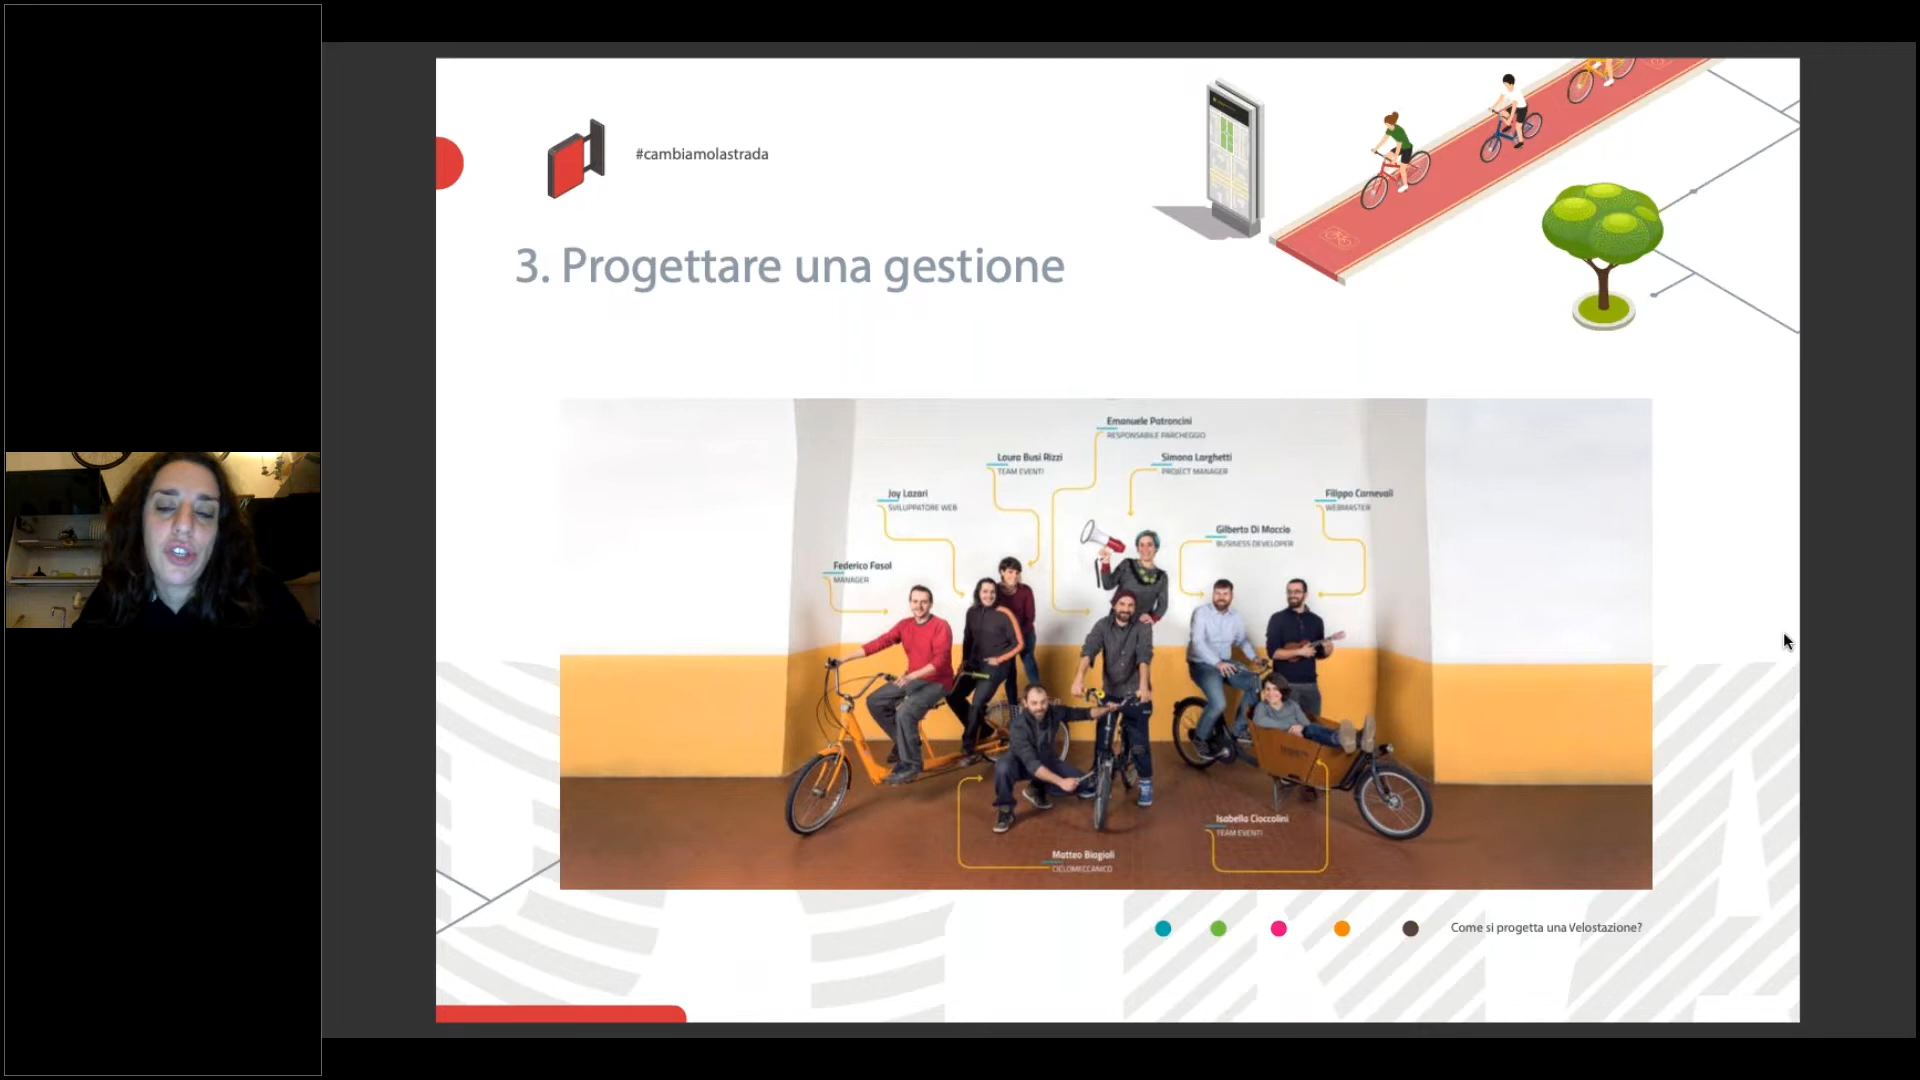 #cambiamolastrada
3. Progettare una gestione
Emanuele Patroncini
RESPONSABILE PARCHEGGIO
Laura Busi Rizzi
TEAM EVENTI
Simona Larghetti
PROJECT MANAGER
Joy Lazari
SVILUPPATORE WEB
Filippo Carnevali
WEBMASTER
Gilberto Di Maccio
BUSINESS DEVELOPER
Federico Fasol
MANAGER
Isabella Cioccolini
TEAM EVENTI
Matteo Biagioli
CICLOMECCANICO
Come si progetta una Velostazione?